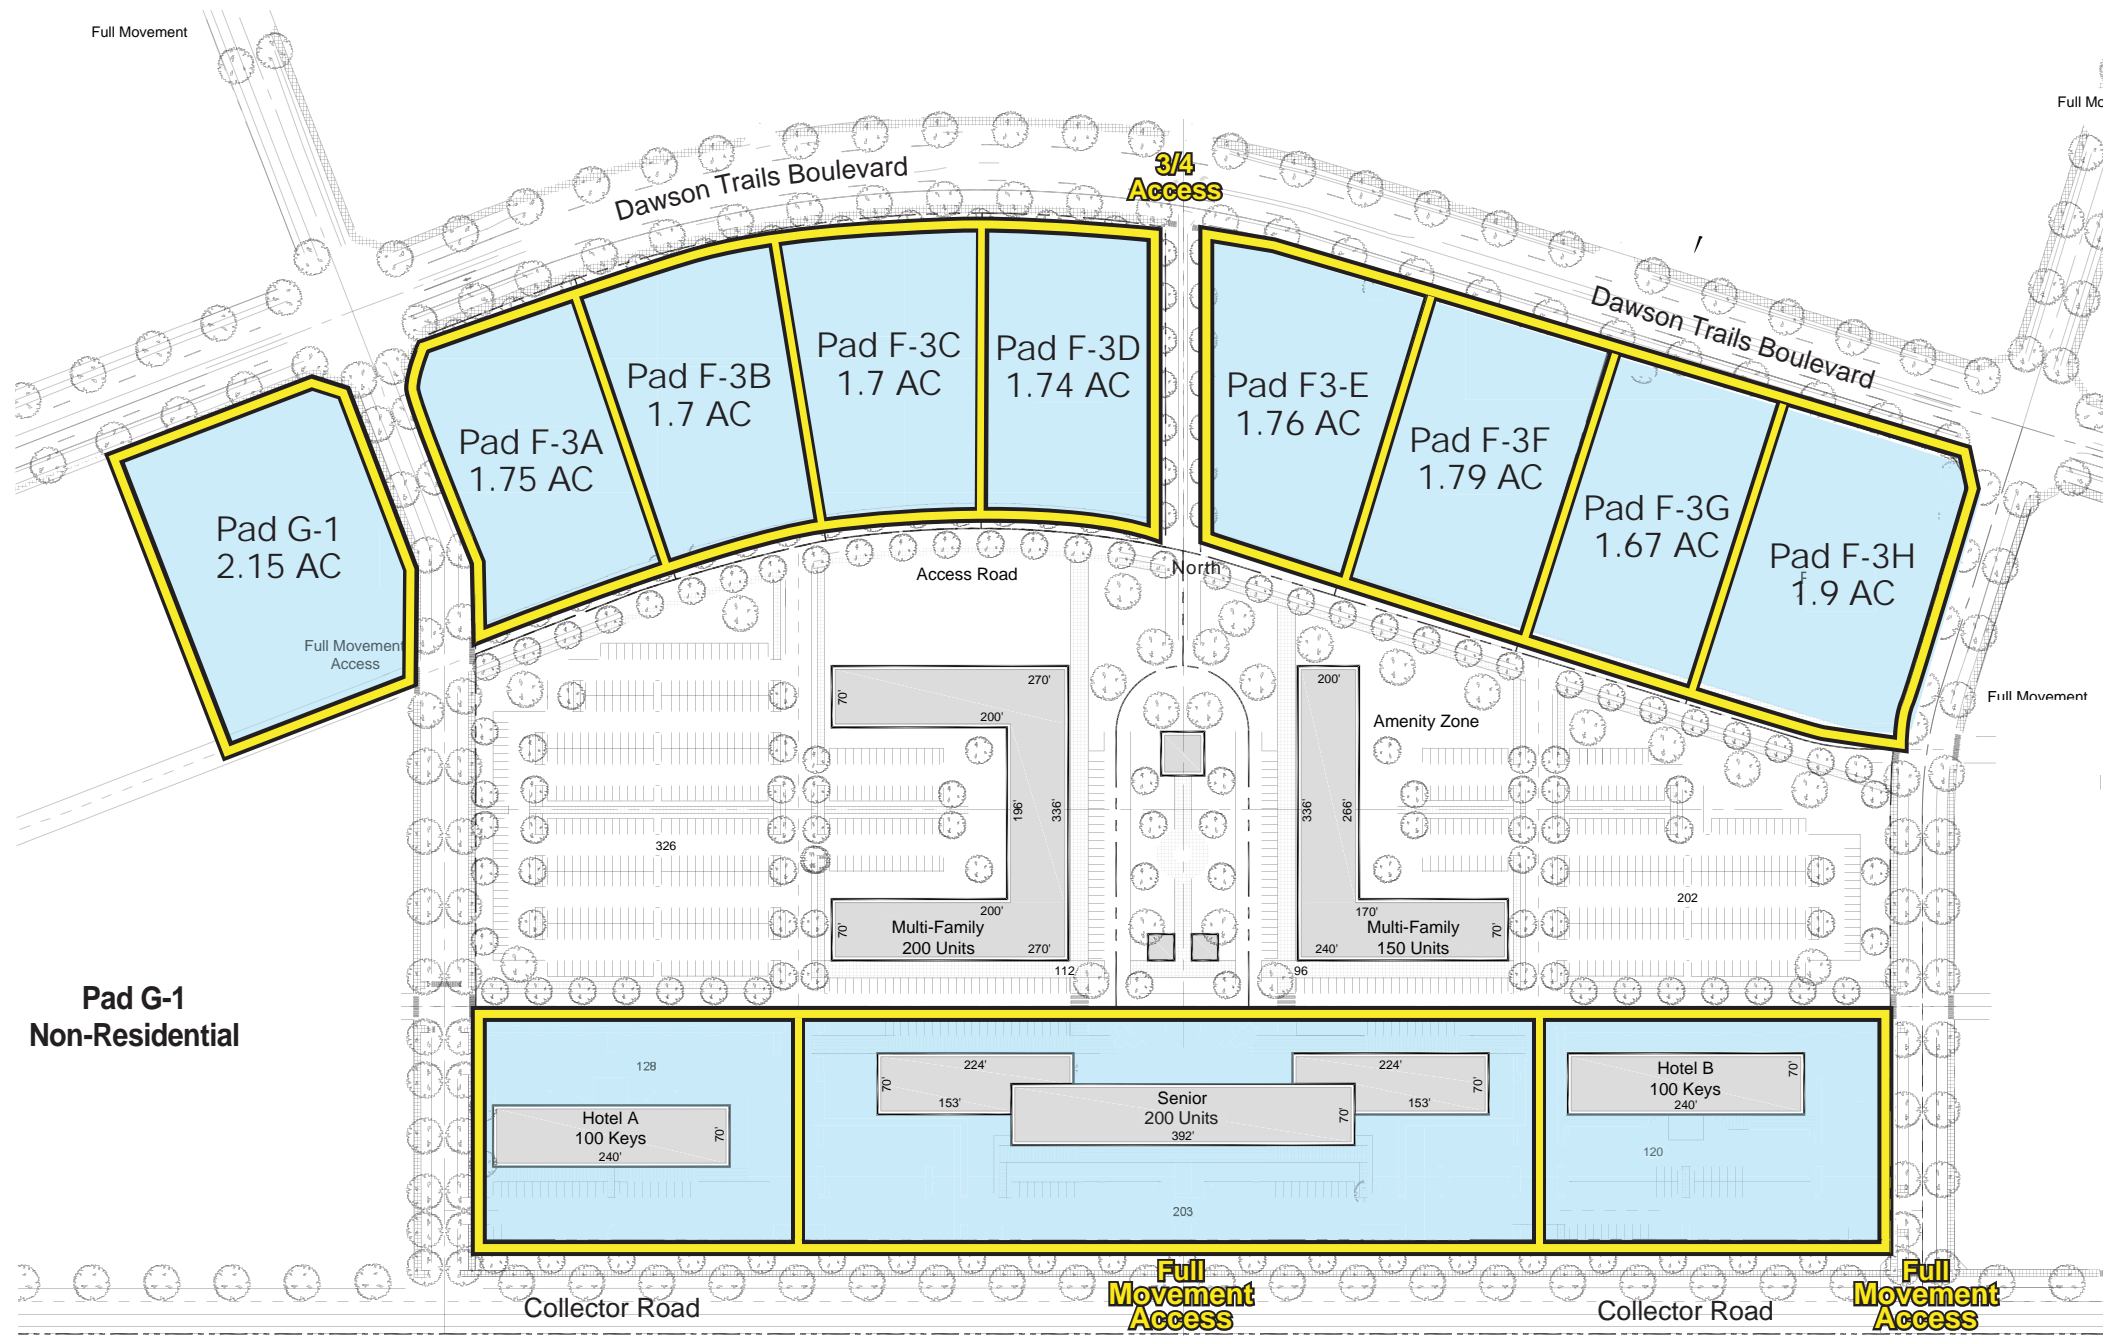 Full Movement
Full Mo
3/4
Access
Dawson Trails Boulevard
Dawson Trails Boulevard
Pad F-3A
1.75 AC
Pad F-3B
1.7 AC
Pad F-3C
1.7 AC
Pad F-3D
1.74 AC
Pad F3-E
1.76 AC
Pad F-3F
1.79 AC
Pad F-3G
1.67 AC
Pad F-3H
1.9 AC
F
Pad G-1
2.15 AC
Full Movement
Access
Access Road
North
Full Movement
270'
70'
200'
196'
336'
200'
70'
Multi-Family
200 Units
270'
112
326
200'
Amenity Zone
336'
266'
170'
Multi-Family
150 Units
70'
240'
96
202
Pad G-1
Non-Residential
128
Hotel A
100 Keys
240'
70'
224'
70'
153'
Senior
200 Units
392'
70'
224'
70'
153'
203
Hotel B
100 Keys
240'
70'
120
Full
Movement
Access
Full
Movement
Access
Collector Road
Collector Road